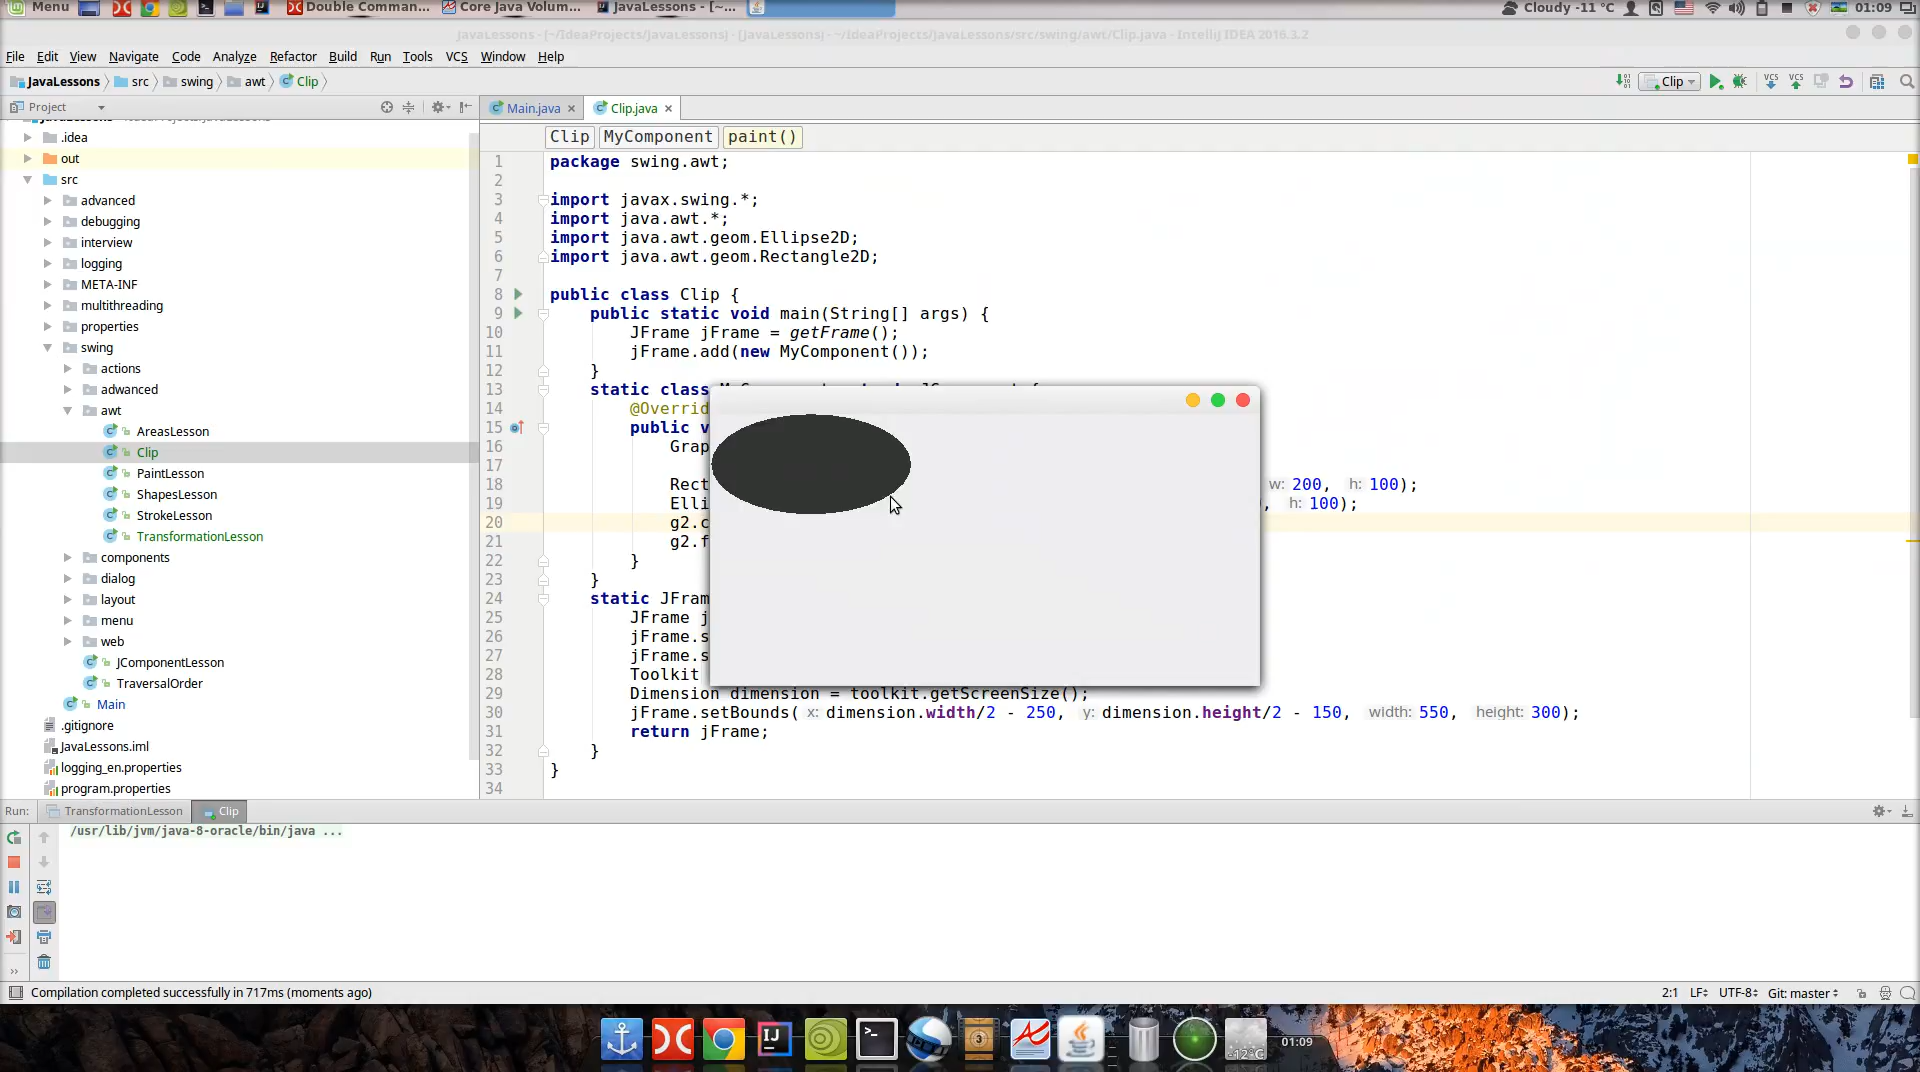 Menu
Double Comman...
Core Java Volum...
JavaLessons - [~...
Cloudy -11 °C
01:09
JavaLessons - [~/IdeaProjects/JavaLessons] - [JavaLessons] - ~/IdeaProjects/JavaLessons/src/swing/awt/Clip.java - IntelliJ IDEA 2016.3.2
File Edit View Navigate Code Analyze Refactor Build Run Tools VCS Window Help
JavaLessons src swing awt Clip
Clip
VCS VCS
Project
Main.java
Clip.java
Clip MyComponent paint()
.idea
out
src
advanced
debugging
interview
logging
META-INF
multithreading
properties
swing
actions
adwanced
awt
AreasLesson
Clip
PaintLesson
ShapesLesson
StrokeLesson
TransformationLesson
components
dialog
layout
menu
web
JComponentLesson
TraversalOrder
Main
.gitignore
JavaLessons.iml
logging_en.properties
program.properties
1 package swing.awt;
2
3 import javax.swing.*;
4 import java.awt.*;
5 import java.awt.geom.Ellipse2D;
6 import java.awt.geom.Rectangle2D;
7
8 public class Clip {
9 public static void main(String[] args) {
10 JFrame jFrame = getFrame();
11 jFrame.add(new MyComponent());
12 }
13 static class
14 @Overrid
15 public v
16 Grap
17
18 Rect w: 200, h: 100);
19 Elli , h: 100);
20 g2.c
21 g2.f
22 }
23 }
24 static JFram
25 JFrame j
26 jFrame.s
27 jFrame.s
28 Toolkit
29 Dimension dimension = toolkit.getScreenSize();
30 jFrame.setBounds( x: dimension.width/2 - 250, y: dimension.height/2 - 150, width: 550, height: 300);
31 return jFrame;
32 }
33 }
34
Run: TransformationLesson Clip
/usr/lib/jvm/java-8-oracle/bin/java ...
Compilation completed successfully in 717ms (moments ago)
2:1 LF UTF-8 Git: master
IJ
3
-12°C
01:09